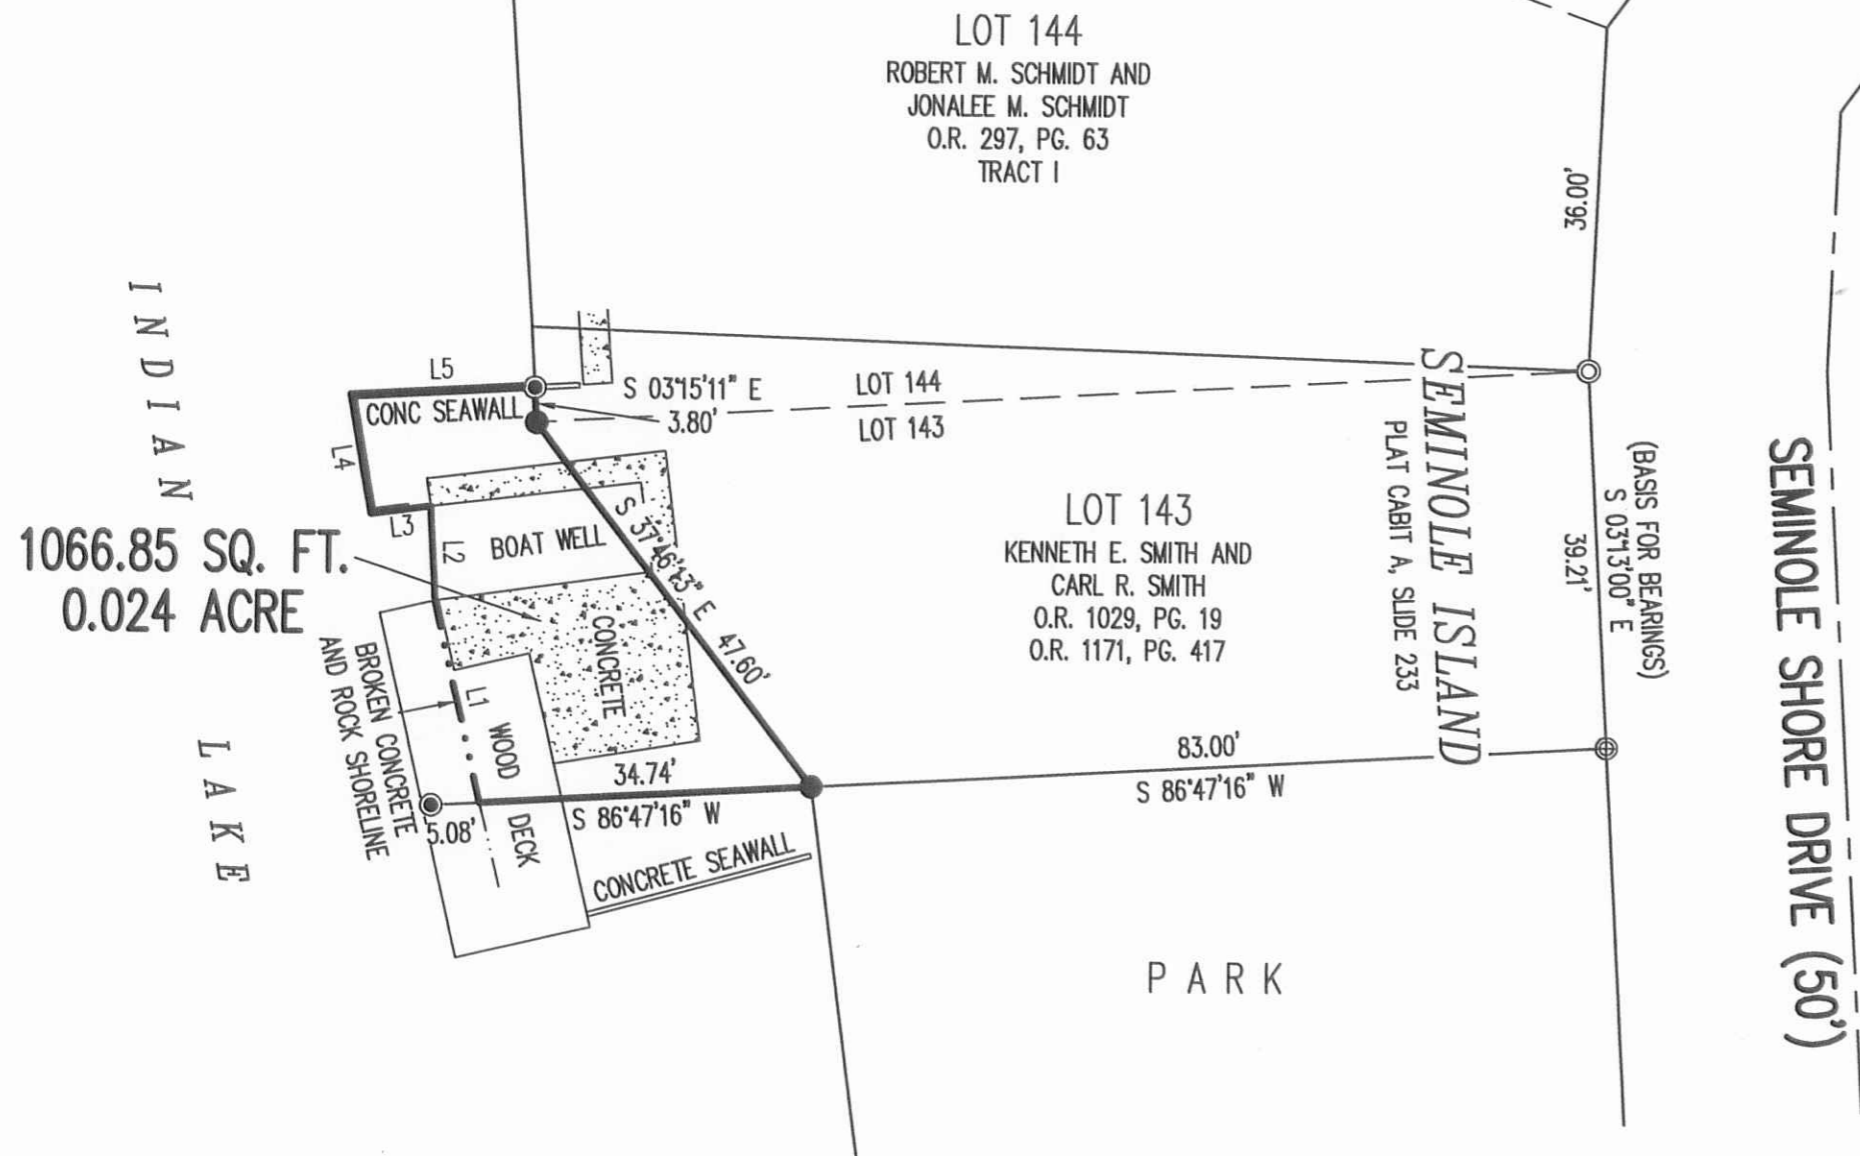 LOT 144
ROBERT M. SCHMIDT AND
JONALEE M. SCHMIDT
O.R. 297, PG. 63
TRACT I
36.00'
INDIAN
LAKE
L5
CONC SEAWALL
S 03°15'11" E
3.80'
LOT 144
LOT 143
L4
L3
L2
BOAT WELL
S 37°46'13" E 47.60'
1066.85 SQ. FT.
0.024 ACRE
CONCRETE
BROKEN CONCRETE
AND ROCK SHORELINE
L1
WOOD
DECK
34.74'
S 86°47'16" W
5.08'
CONCRETE SEAWALL
LOT 143
KENNETH E. SMITH AND
CARL R. SMITH
O.R. 1029, PG. 19
O.R. 1171, PG. 417
83.00'
S 86°47'16" W
SEMINOLE ISLAND
PLAT CABIT A, SLIDE 233
39.21'
S 03°13'00" E
(BASIS FOR BEARINGS)
SEMINOLE SHORE DRIVE (50')
PARK